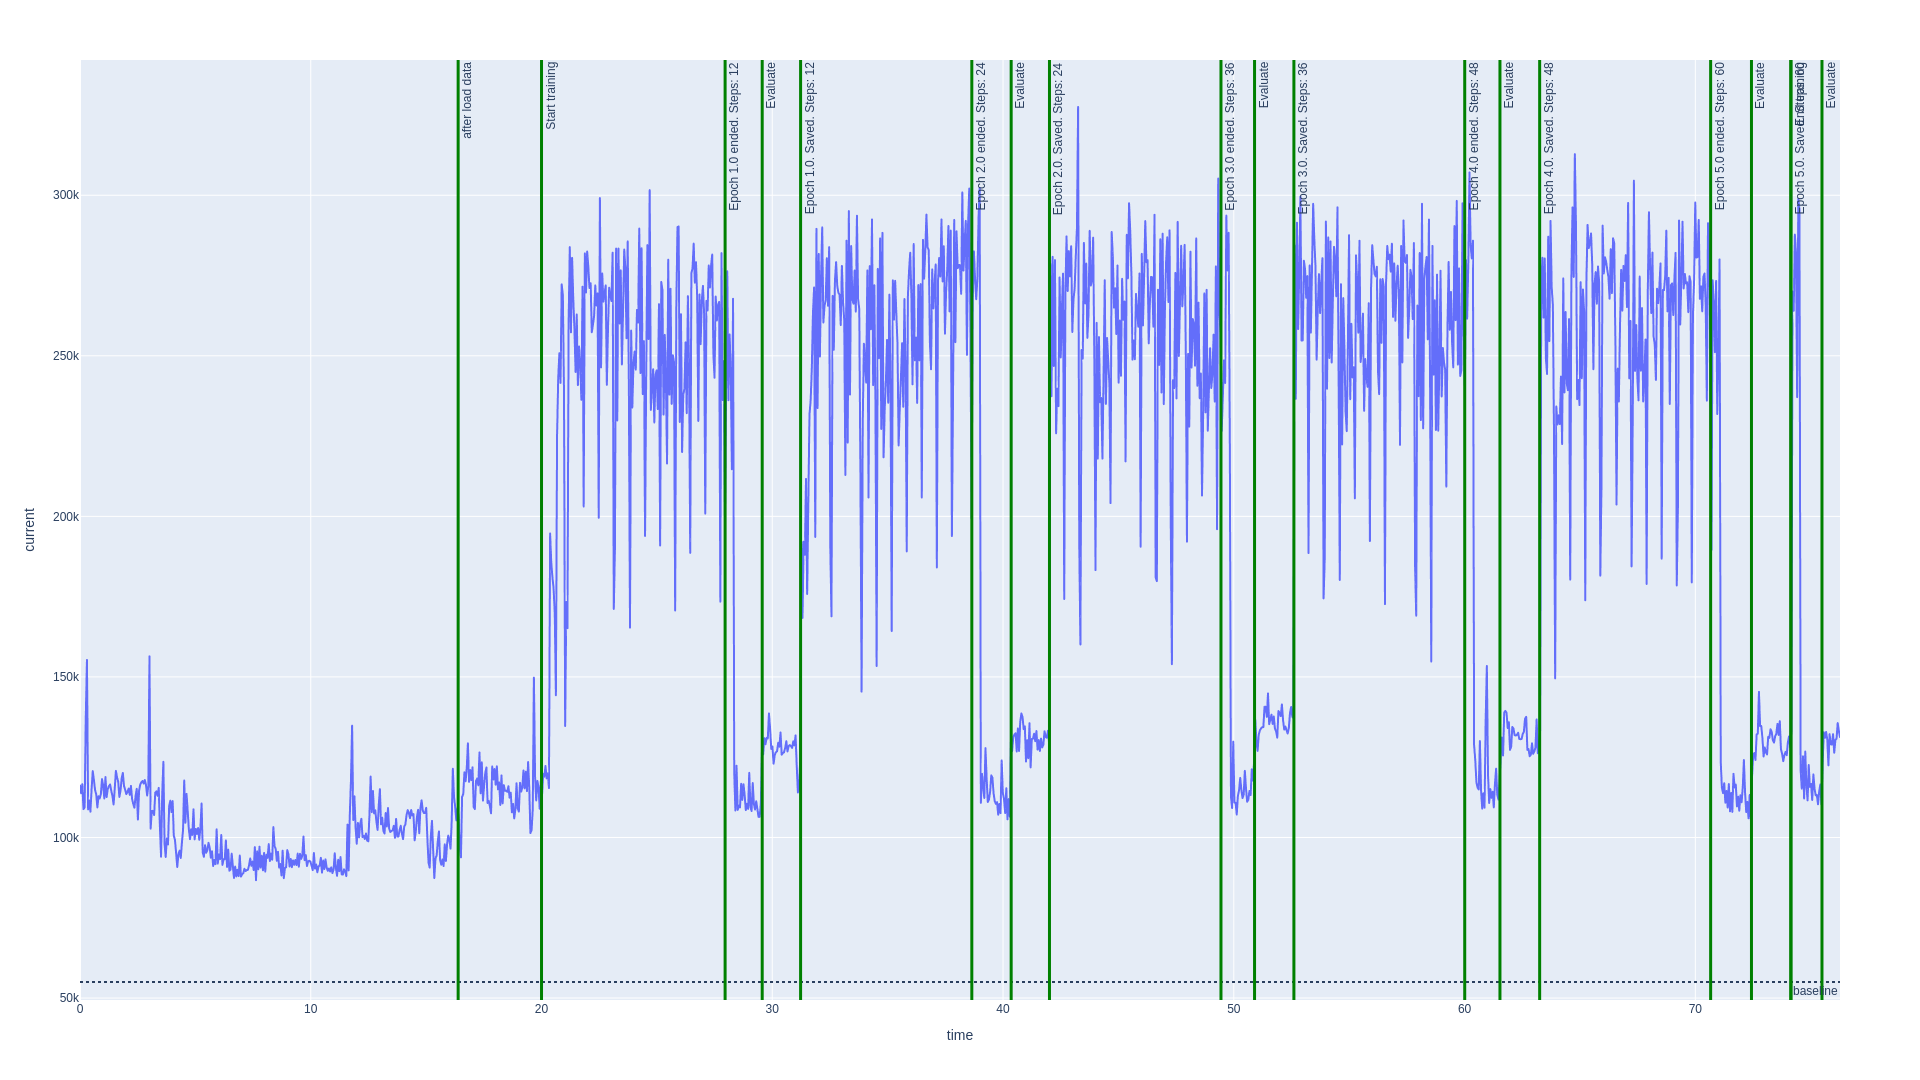 after load data
Start training
Epoch 1.0 ended. Steps: 12
Evaluate
Epoch 1.0. Saved. Steps: 12
Epoch 2.0 ended. Steps: 24
Evaluate
Epoch 2.0. Saved. Steps: 24
Epoch 3.0 ended. Steps: 36
Evaluate
Epoch 3.0. Saved. Steps: 36
Epoch 4.0 ended. Steps: 48
Evaluate
Epoch 4.0. Saved. Steps: 48
Epoch 5.0 ended. Steps: 60
Evaluate
Epoch 5.0. Saved. Steps: 60
End training
Evaluate
300k
250k
200k
150k
100k
50k
current
baseline
0
10
20
30
40
50
60
70
time